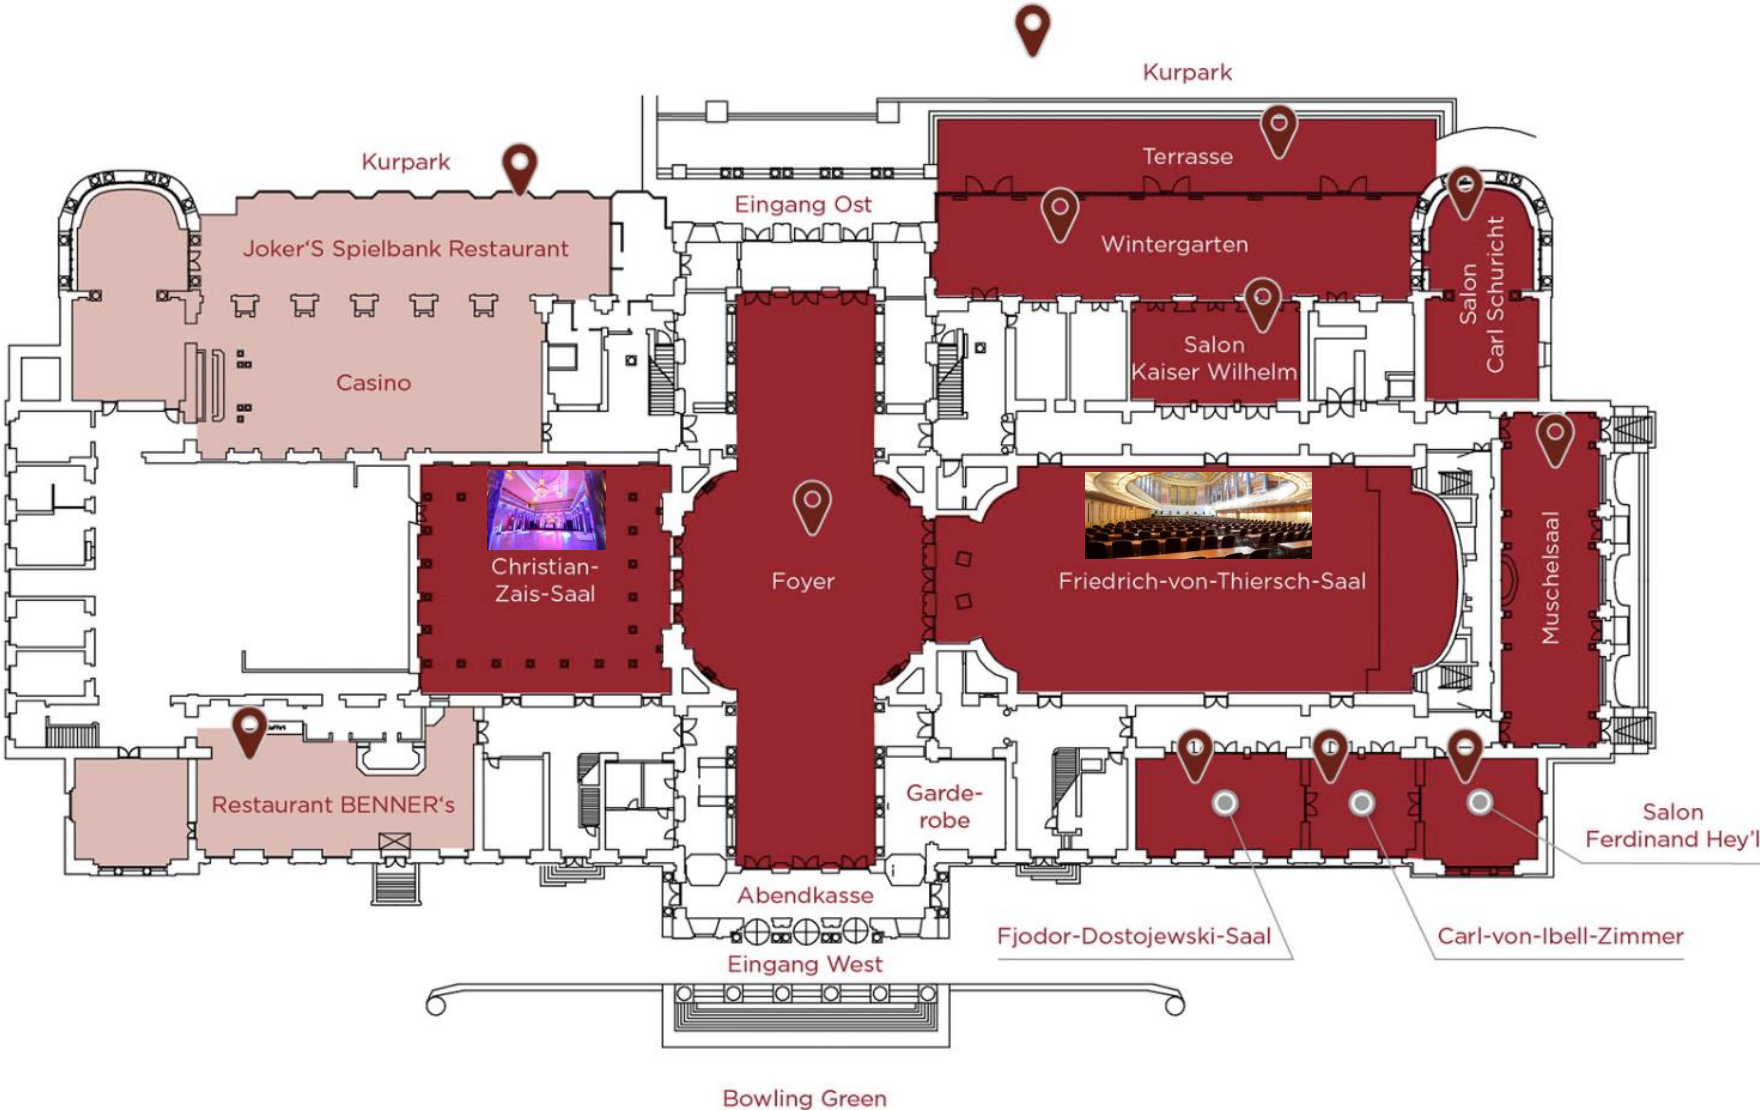 Kurpark
Kurpark
Terrasse
Eingang Ost
Joker‘S Spielbank Restaurant
Wintergarten
Salon
Carl Schuricht
Salon
Kaiser Wilhelm
Casino
Christian-
Zais-Saal
Foyer
Friedrich-von-Thiersch-Saal
Muschelsaal
Restaurant BENNER‘s
Garde-
robe
Salon
Ferdinand Hey’l
Abendkasse
Fjodor-Dostojewski-Saal
Carl-von-Ibell-Zimmer
Eingang West
Bowling Green